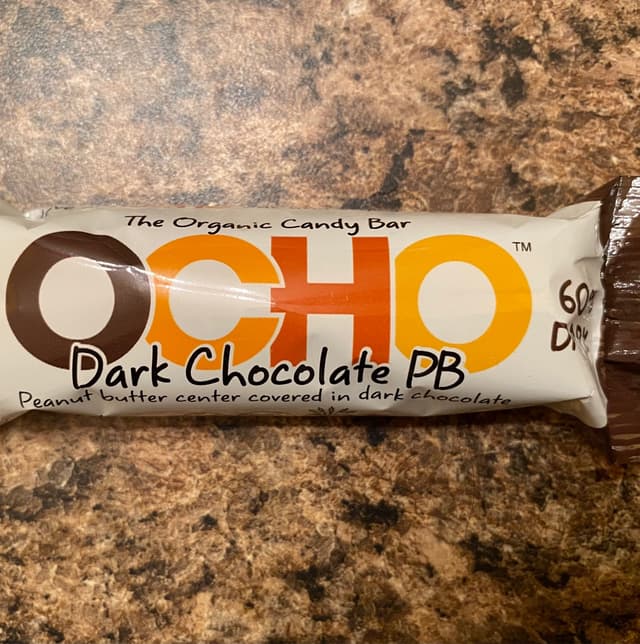 The Organic Candy Bar
OCHO™
Dark Chocolate PB
Peanut butter center covered in dark chocolate